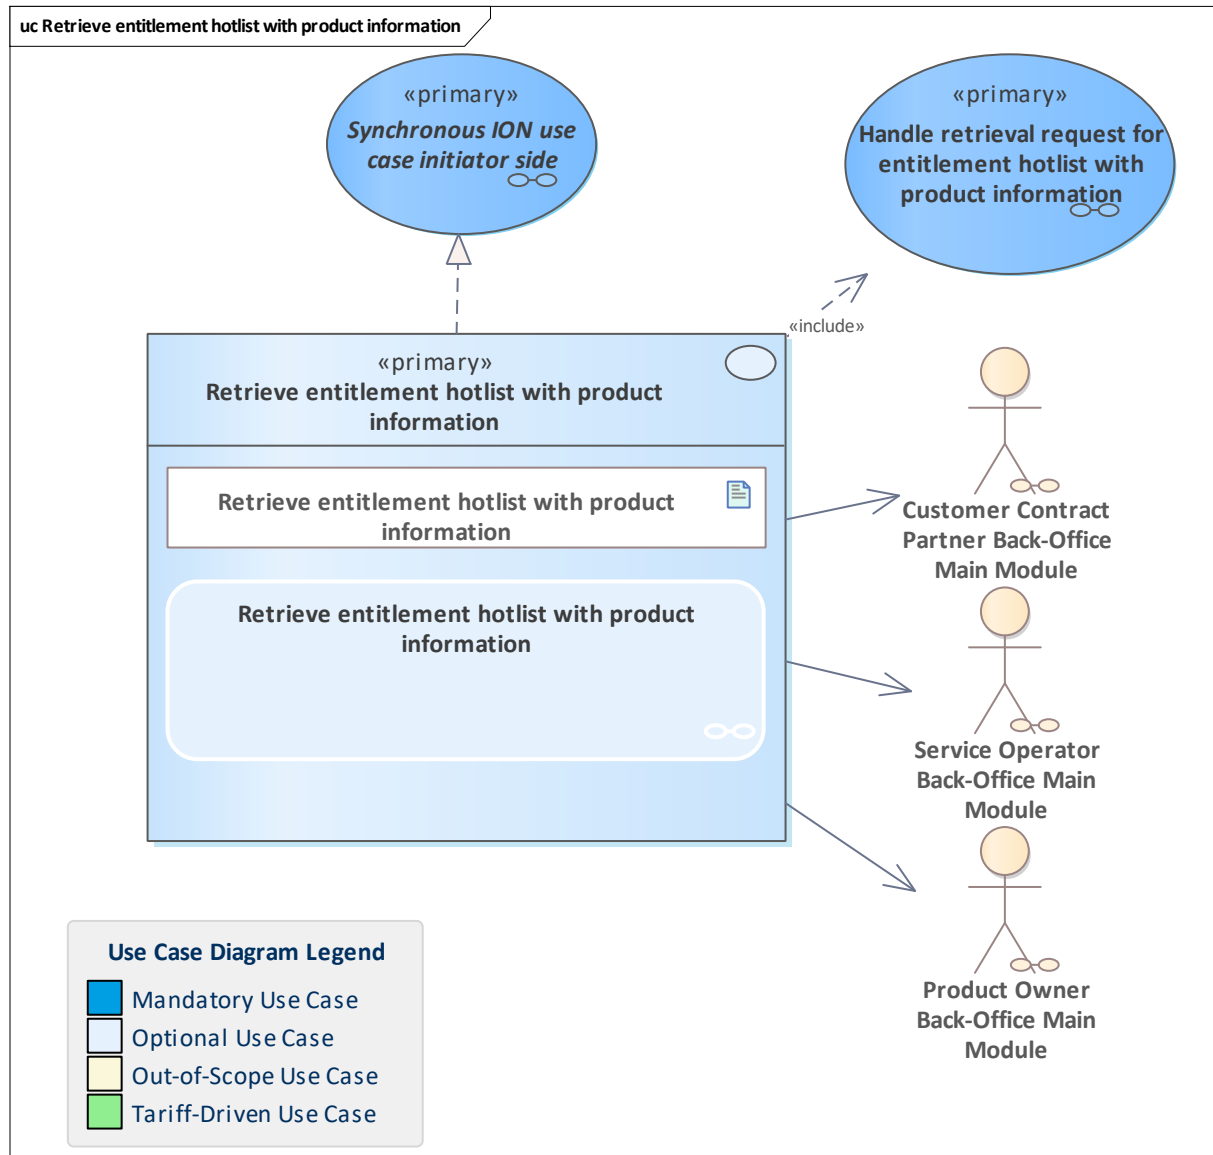 uc Retrieve entitlement hotlist with product information
«primary»
Synchronous ION use
case initiator side
«primary»
Handle retrieval request for
entitlement hotlist with
product information
«include»
«primary»
Retrieve entitlement hotlist with product
information
Retrieve entitlement hotlist with product
information
Retrieve entitlement hotlist with product
information
Customer Contract
Partner Back-Office
Main Module
Service Operator
Back-Office Main
Module
Product Owner
Back-Office Main
Module
Use Case Diagram Legend
Mandatory Use Case
Optional Use Case
Out-of-Scope Use Case
Tariff-Driven Use Case